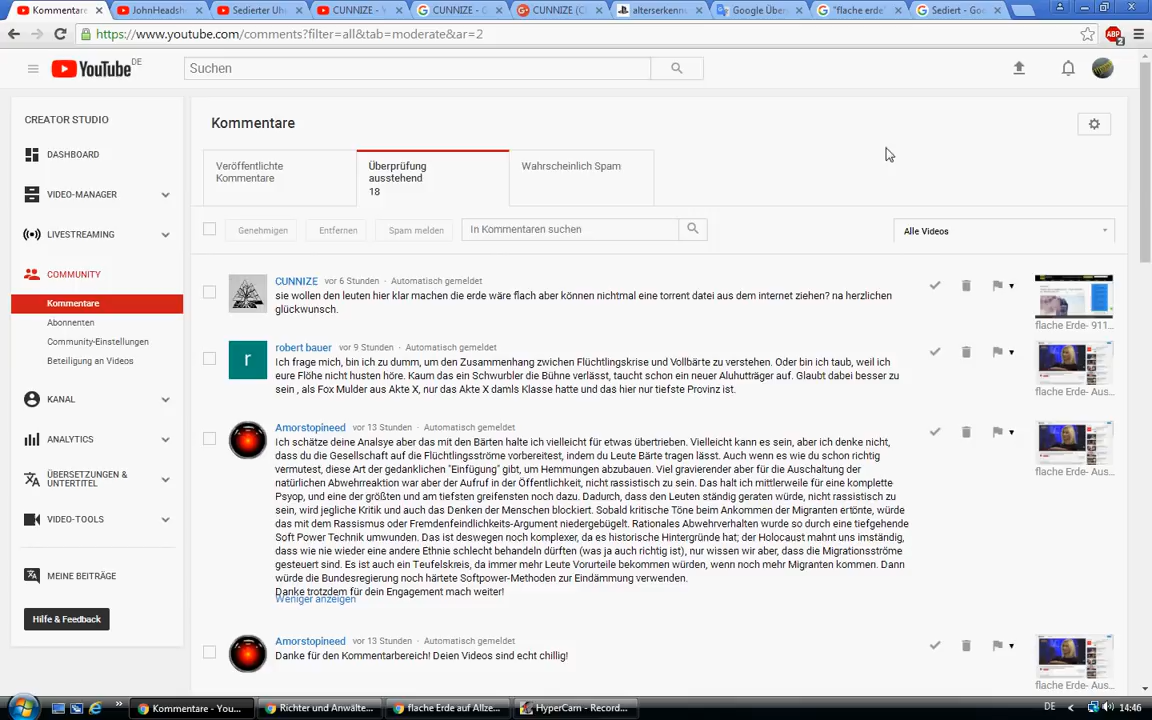 Kommentare
JohnHeadsh
Sedierter Uh
CUNNIZE - 
CUNNIZE - 
CUNNIZE (C
alterserkenn
Google Über
"flache erde"
Sediert - Goo
https://www.youtube.com/comments?filter=all&tab=moderate&ar=2
ABP
2
YouTube DE
Suchen
CREATOR STUDIO
DASHBOARD
VIDEO-MANAGER
LIVESTREAMING
COMMUNITY
Kommentare
Abonnenten
Community-Einstellungen
Beteiligung an Videos
KANAL
ANALYTICS
ÜBERSETZUNGEN &
UNTERTITEL
VIDEO-TOOLS
MEINE BEITRÄGE
Hilfe & Feedback
Kommentare
Veröffentlichte
Kommentare
Überprüfung
ausstehend
18
Wahrscheinlich Spam
Genehmigen
Entfernen
Spam melden
In Kommentaren suchen
Alle Videos
CUNNIZE vor 6 Stunden · Automatisch gemeldet
sie wollen den leuten hier klar machen die erde wäre flach aber können nichtmal eine torrent datei aus dem internet ziehen? na herzlichen
glückwunsch.
flache Erde- 911...
r
robert bauer vor 9 Stunden · Automatisch gemeldet
Ich frage mich, bin ich zu dumm, um den Zusammenhang zwischen Flüchtlingskrise und Vollbärte zu verstehen. Oder bin ich taub, weil ich
eure Flöhe nicht husten höre. Kaum das ein Schwurbler die Bühne verlässt, taucht schon ein neuer Aluhutträger auf. Glaubt dabei besser zu
sein , als Fox Mulder aus Akte X, nur das Akte X damls Klasse hatte und das hier nur tiefste Provinz ist.
flache Erde- Aus...
Amorstopineed vor 13 Stunden · Automatisch gemeldet
Ich schätze deine Analsye aber das mit den Bärten halte ich vielleicht für etwas übertrieben. Vielleicht kann es sein, aber ich denke nicht,
dass du die Gesellschaft auf die Flüchtlingsströme vorbereitest, indem du Leute Bärte tragen lässt. Auch wenn es wie du schon richtig
vermutest, diese Art der gedanklichen "Einfügung" gibt, um Hemmungen abzubauen. Viel gravierender aber für die Auschaltung der
natürlichen Abwehrreaktion war aber der Aufruf in der Öffentlichkeit, nicht rassistisch zu sein. Das halt ich mittlerweile für eine komplette
Psyop, und eine der größten und am tiefsten greifensten noch dazu. Dadurch, dass den Leuten ständig geraten würde, nicht rassistisch zu
sein, wird jegliche Kritik und auch das Denken der Menschen blockiert. Sobald kritische Töne beim Ankommen der Migranten ertönte, würde
das mit dem Rassismus oder Fremdenfeindlichkeits-Argument niedergebügelt. Rationales Abwehrverhalten wurde so durch eine tiefgehende
Soft Power Technik umwunden. Das ist deswegen noch komplexer, da es historische Hintergründe hat; der Holocaust mahnt uns imständig,
dass wie nie wieder eine andere Ethnie schlecht behandeln dürften (was ja auch richtig ist), nur wissen wir aber, dass die Migrationsströme
gesteuert sind. Es ist auch ein Teufelskreis, da immer mehr Leute Vorurteile bekommen würden, wenn noch mehr Migranten kommen. Dann
würde die Bundesregierung noch härtete Softpower-Methoden zur Eindämmung verwenden.
Danke trotzdem für dein Engagement mach weiter!
Weniger anzeigen
flache Erde- Aus...
Amorstopineed vor 13 Stunden · Automatisch gemeldet
Danke für den Kommentarbereich! Deien Videos sind echt chillig!
flache Erde- Aus...
Kommentare - You...
Richter und Anwälte...
flache Erde auf Allze...
HyperCam - Record...
DE
14:46